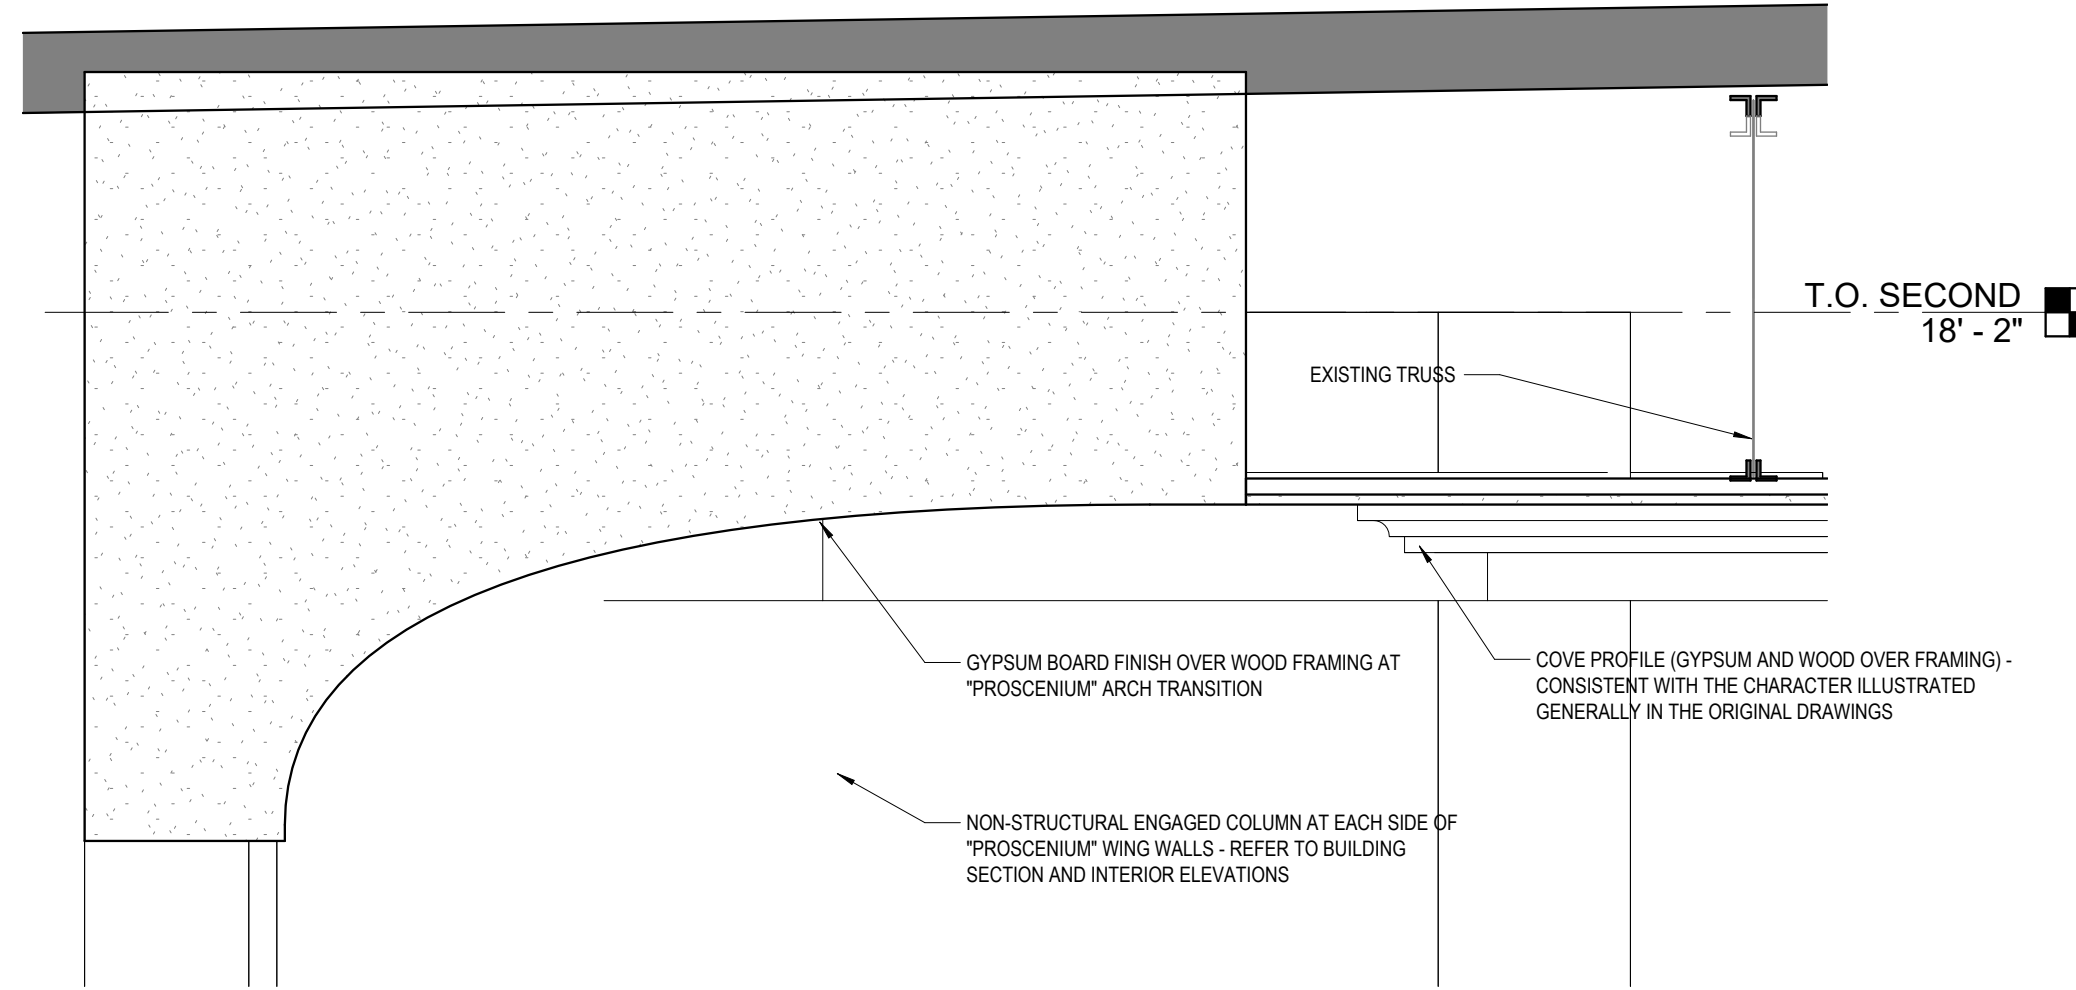 T.O. SECOND
18' - 2"
EXISTING TRUSS
GYPSUM BOARD FINISH OVER WOOD FRAMING AT
"PROSCENIUM" ARCH TRANSITION
COVE PROFILE (GYPSUM AND WOOD OVER FRAMING) -
CONSISTENT WITH THE CHARACTER ILLUSTRATED
GENERALLY IN THE ORIGINAL DRAWINGS
NON-STRUCTURAL ENGAGED COLUMN AT EACH SIDE OF
"PROSCENIUM" WING WALLS - REFER TO BUILDING
SECTION AND INTERIOR ELEVATIONS